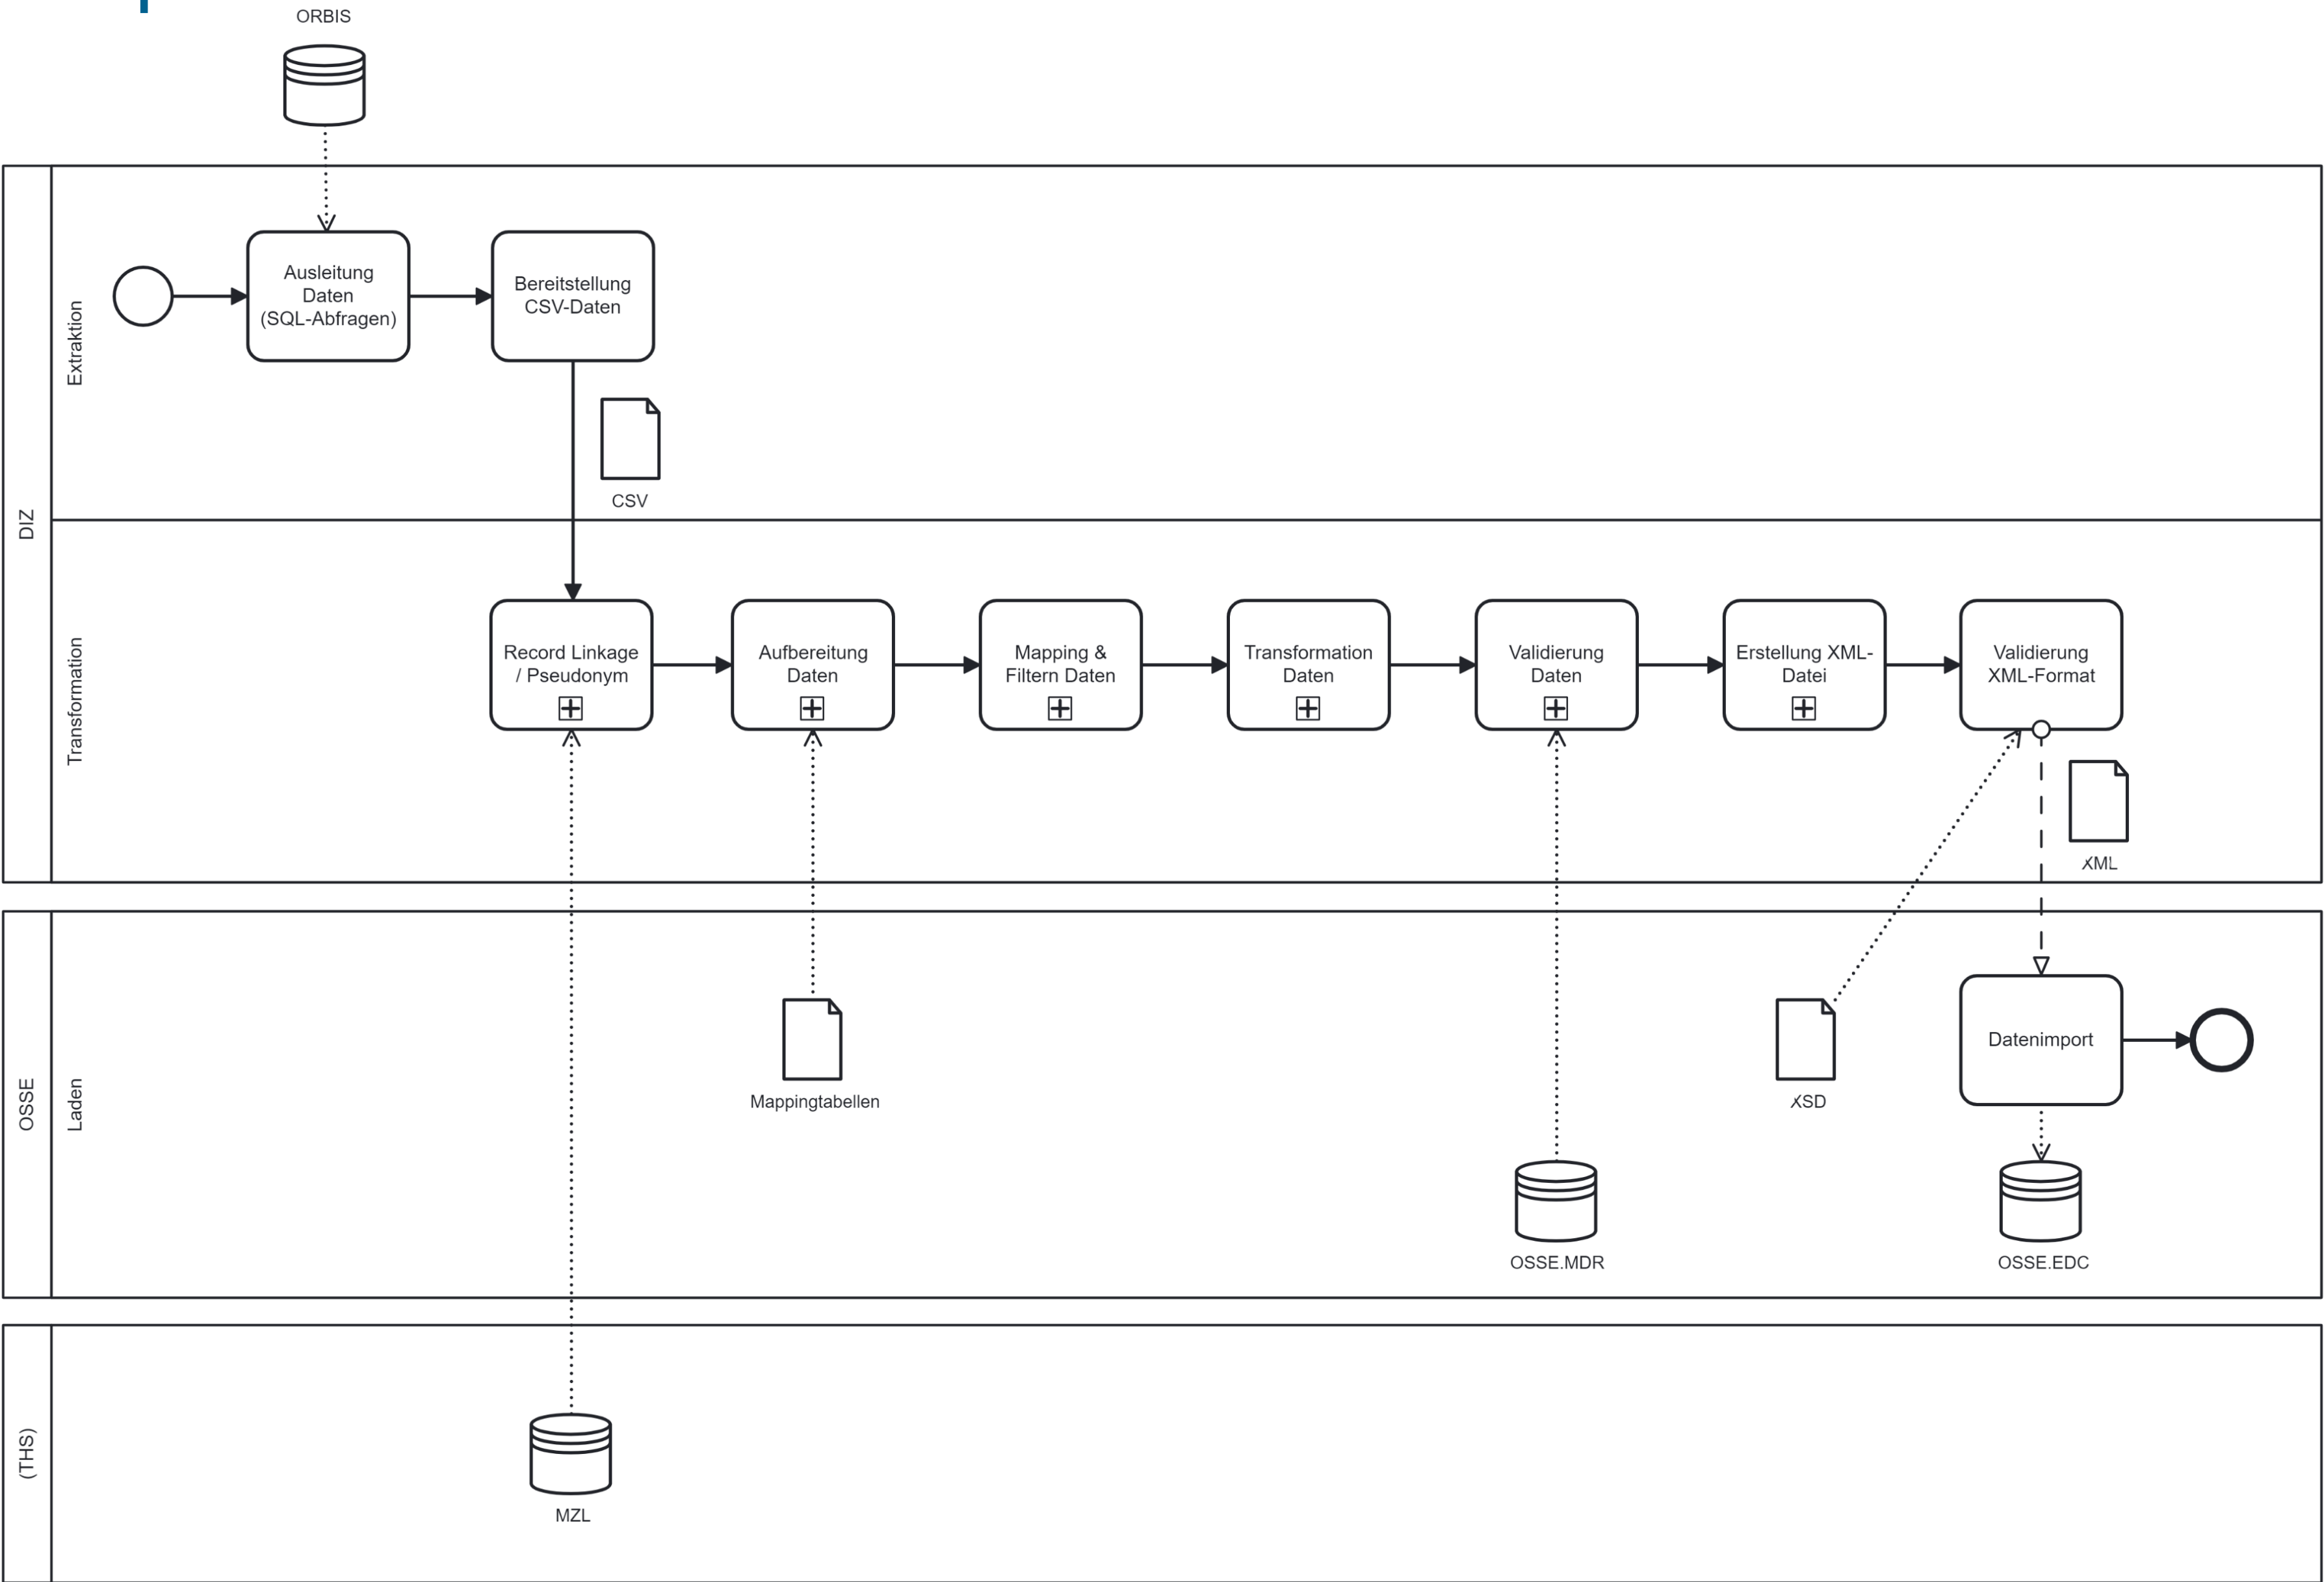 ORBIS
DIZ
Extraktion
Ausleitung
Daten
(SQL-Abfragen)
Bereitstellung
CSV-Daten
CSV
Transformation
Record Linkage
/ Pseudonym
Aufbereitung
Daten
Mapping &
Filtern Daten
Transformation
Daten
Validierung
Daten
Erstellung XML-
Datei
Validierung
XML-Format
XML
OSSE
Laden
Mappingtabellen
XSD
Datenimport
OSSE.MDR
OSSE.EDC
(THS)
MZL